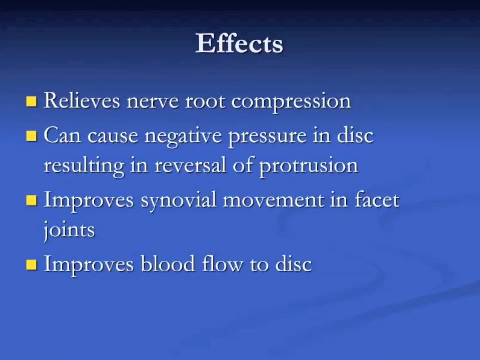 Effects
Relieves nerve root compression
Can cause negative pressure in disc
resulting in reversal of protrusion
Improves synovial movement in facet
joints
Improves blood flow to disc